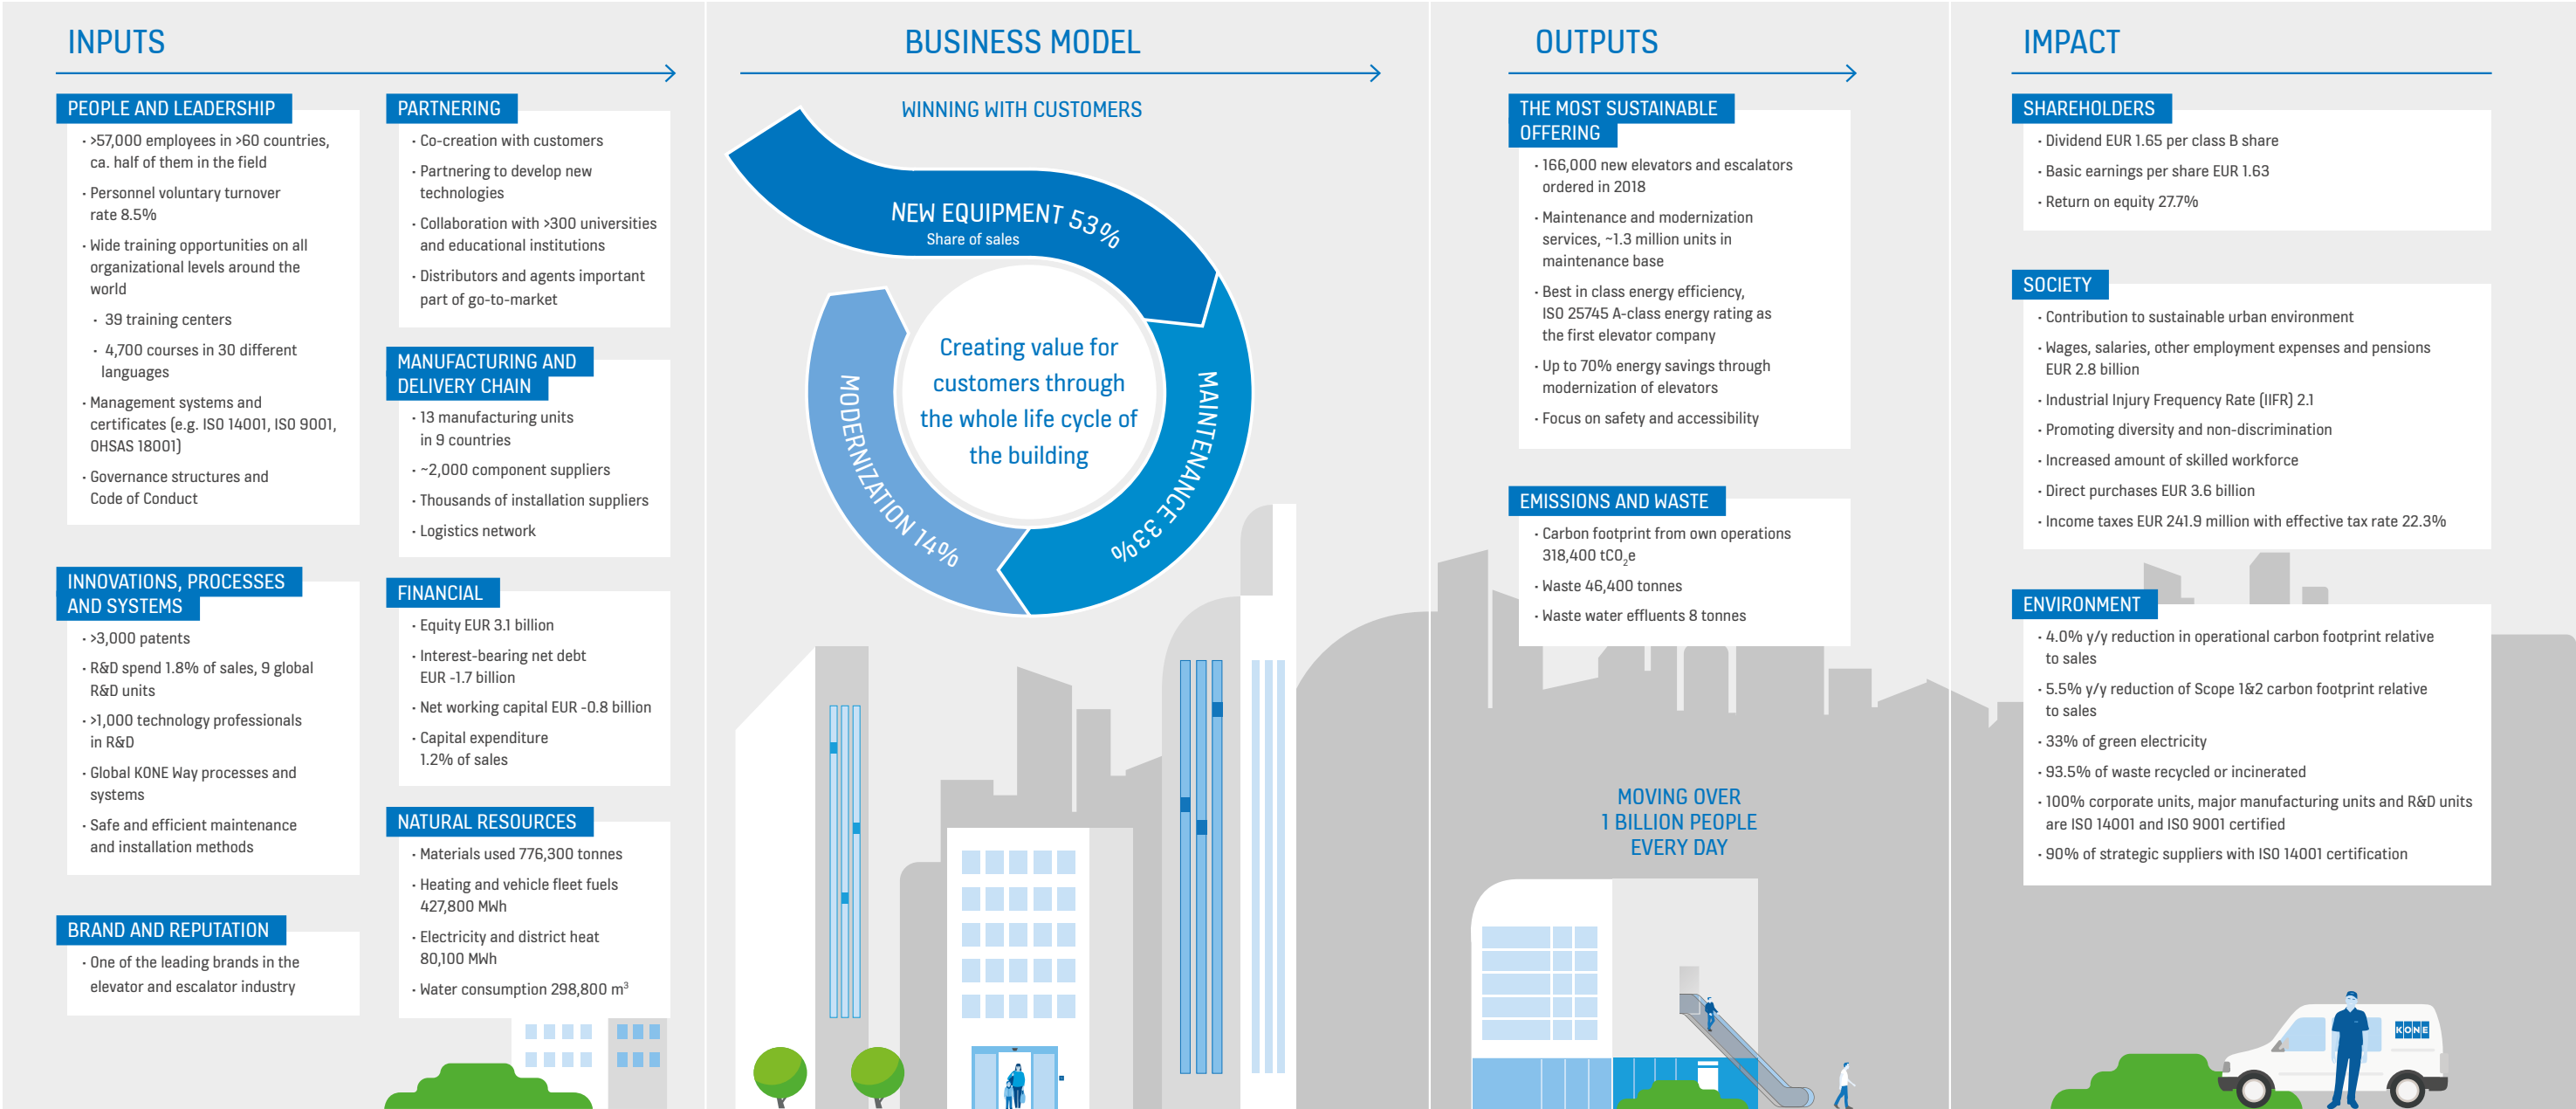 INPUTS
PEOPLE AND LEADERSHIP
· >57,000 employees in >60 countries,
ca. half of them in the field
· Personnel voluntary turnover
rate 8.5%
· Wide training opportunities on all
organizational levels around the
world
· 39 training centers
· 4,700 courses in 30 different
languages
· Management systems and
certificates (e.g. ISO 14001, ISO 9001,
OHSAS 18001)
· Governance structures and
Code of Conduct
INNOVATIONS, PROCESSES
AND SYSTEMS
· >3,000 patents
· R&D spend 1.8% of sales, 9 global
R&D units
· >1,000 technology professionals
in R&D
· Global KONE Way processes and
systems
· Safe and efficient maintenance
and installation methods
BRAND AND REPUTATION
· One of the leading brands in the
elevator and escalator industry
PARTNERING
· Co-creation with customers
· Partnering to develop new
technologies
· Collaboration with >300 universities
and educational institutions
· Distributors and agents important
part of go-to-market
MANUFACTURING AND
DELIVERY CHAIN
· 13 manufacturing units
in 9 countries
· ~2,000 component suppliers
· Thousands of installation suppliers
· Logistics network
FINANCIAL
· Equity EUR 3.1 billion
· Interest-bearing net debt
EUR -1.7 billion
· Net working capital EUR -0.8 billion
· Capital expenditure
1.2% of sales
NATURAL RESOURCES
· Materials used 776,300 tonnes
· Heating and vehicle fleet fuels
427,800 MWh
· Electricity and district heat
80,100 MWh
· Water consumption 298,800 m³
BUSINESS MODEL
WINNING WITH CUSTOMERS
NEW EQUIPMENT 53%
Share of sales
MAINTENANCE 33%
MODERNIZATION 14%
Creating value for
customers through
the whole life cycle of
the building
OUTPUTS
THE MOST SUSTAINABLE
OFFERING
· 166,000 new elevators and escalators
ordered in 2018
· Maintenance and modernization
services, ~1.3 million units in
maintenance base
· Best in class energy efficiency,
ISO 25745 A-class energy rating as
the first elevator company
· Up to 70% energy savings through
modernization of elevators
· Focus on safety and accessibility
EMISSIONS AND WASTE
· Carbon footprint from own operations
318,400 tCO₂e
· Waste 46,400 tonnes
· Waste water effluents 8 tonnes
MOVING OVER
1 BILLION PEOPLE
EVERY DAY
IMPACT
SHAREHOLDERS
· Dividend EUR 1.65 per class B share
· Basic earnings per share EUR 1.63
· Return on equity 27.7%
SOCIETY
· Contribution to sustainable urban environment
· Wages, salaries, other employment expenses and pensions
EUR 2.8 billion
· Industrial Injury Frequency Rate (IIFR) 2.1
· Promoting diversity and non-discrimination
· Increased amount of skilled workforce
· Direct purchases EUR 3.6 billion
· Income taxes EUR 241.9 million with effective tax rate 22.3%
ENVIRONMENT
· 4.0% y/y reduction in operational carbon footprint relative
to sales
· 5.5% y/y reduction of Scope 1&2 carbon footprint relative
to sales
· 33% of green electricity
· 93.5% of waste recycled or incinerated
· 100% corporate units, major manufacturing units and R&D units
are ISO 14001 and ISO 9001 certified
· 90% of strategic suppliers with ISO 14001 certification
KONE